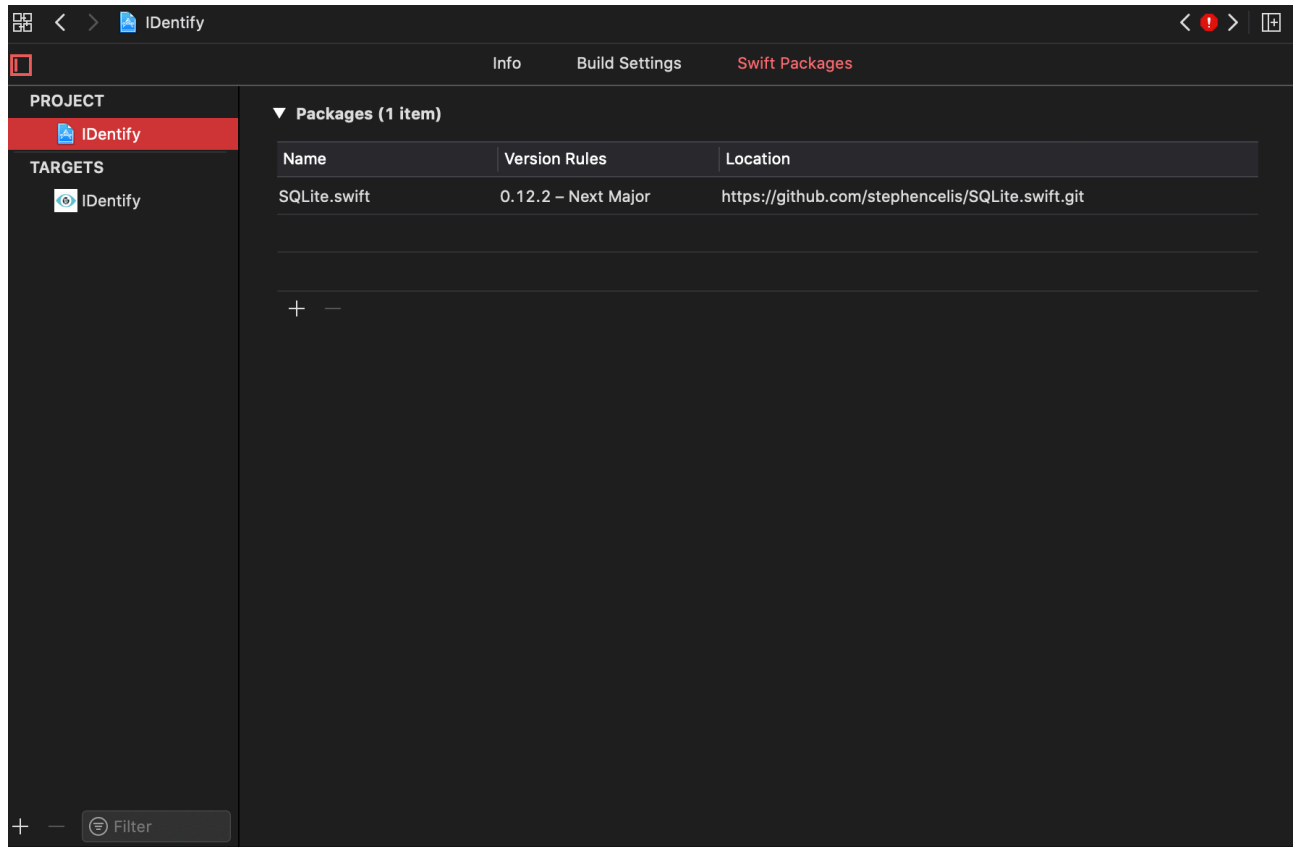 IDentify
Info Build Settings Swift Packages
PROJECT
IDentify
TARGETS
IDentify
Packages (1 item)
Name Version Rules Location
SQLite.swift 0.12.2 – Next Major https://github.com/stephencelis/SQLite.swift.git
Filter